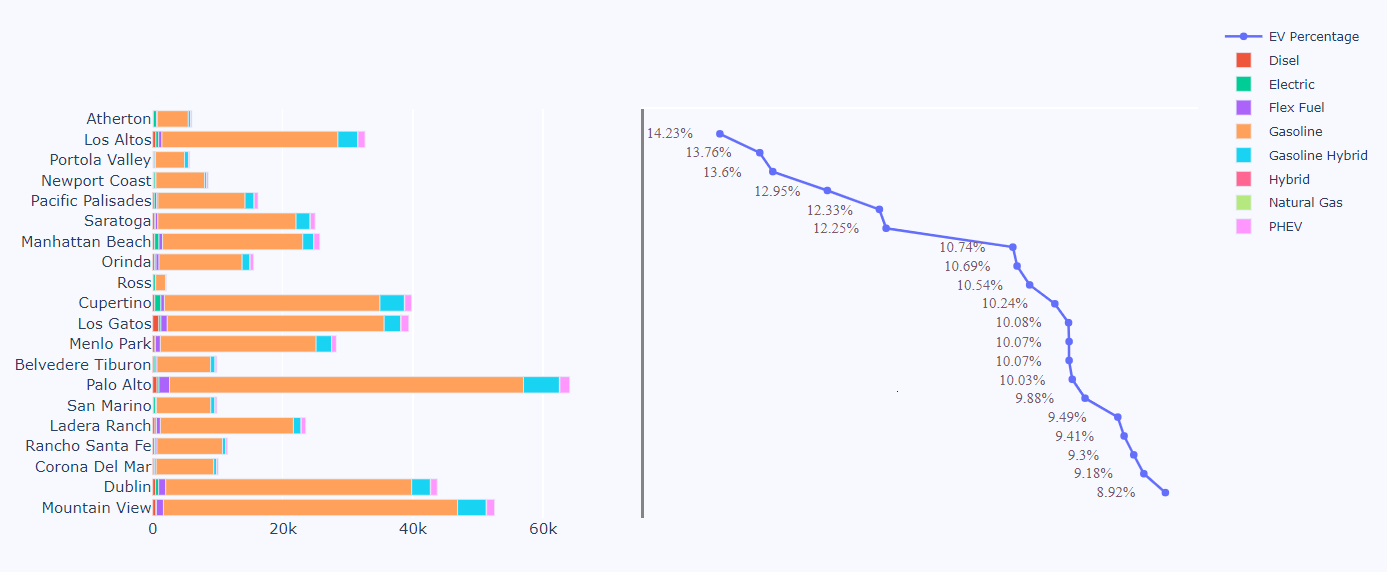 EV Percentage
Disel
Electric
Flex Fuel
Gasoline
Gasoline Hybrid
Hybrid
Natural Gas
PHEV
Atherton
Los Altos
Portola Valley
Newport Coast
Pacific Palisades
Saratoga
Manhattan Beach
Orinda
Ross
Cupertino
Los Gatos
Menlo Park
Belvedere Tiburon
Palo Alto
San Marino
Ladera Ranch
Rancho Santa Fe
Corona Del Mar
Dublin
Mountain View
0 20k 40k 60k
14.23%
13.76%
13.6%
12.95%
12.33%
12.25%
10.74%
10.69%
10.54%
10.24%
10.08%
10.07%
10.07%
10.03%
9.88%
9.49%
9.41%
9.3%
9.18%
8.92%